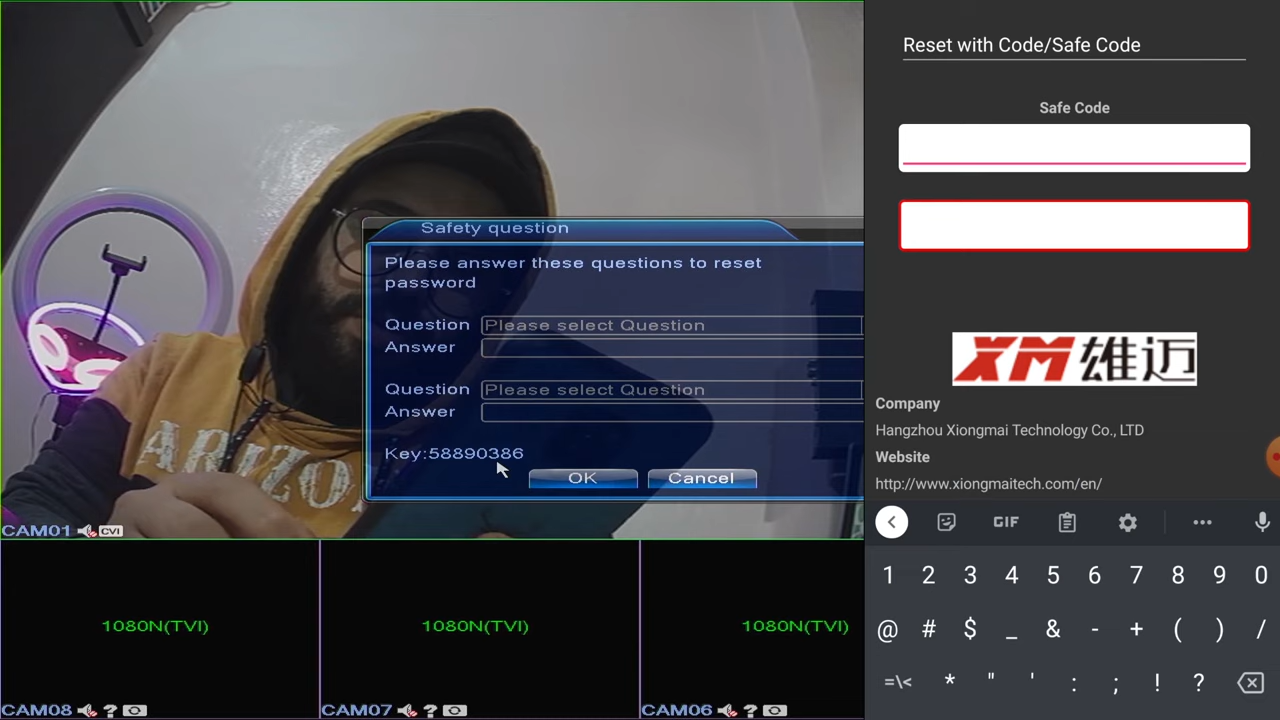 Safety question
Please answer these questions to reset
password
Question Please select Question
Answer
Question Please select Question
Answer
Key:58890386
OK Cancel
ARIZO
CAM01 CVI
1080N(TVI) 1080N(TVI) 1080N(TVI)
CAM08 ? CAM07 ? CAM06 ?
Reset with Code/Safe Code
Safe Code
XM雄迈
Company
Hangzhou Xiongmai Technology Co., LTD
Website
http://www.xiongmaitech.com/en/
GIF
1 2 3 4 5 6 7 8 9 0
@ # $ _ & - + ( ) /
=\< * " ' : ; ! ?